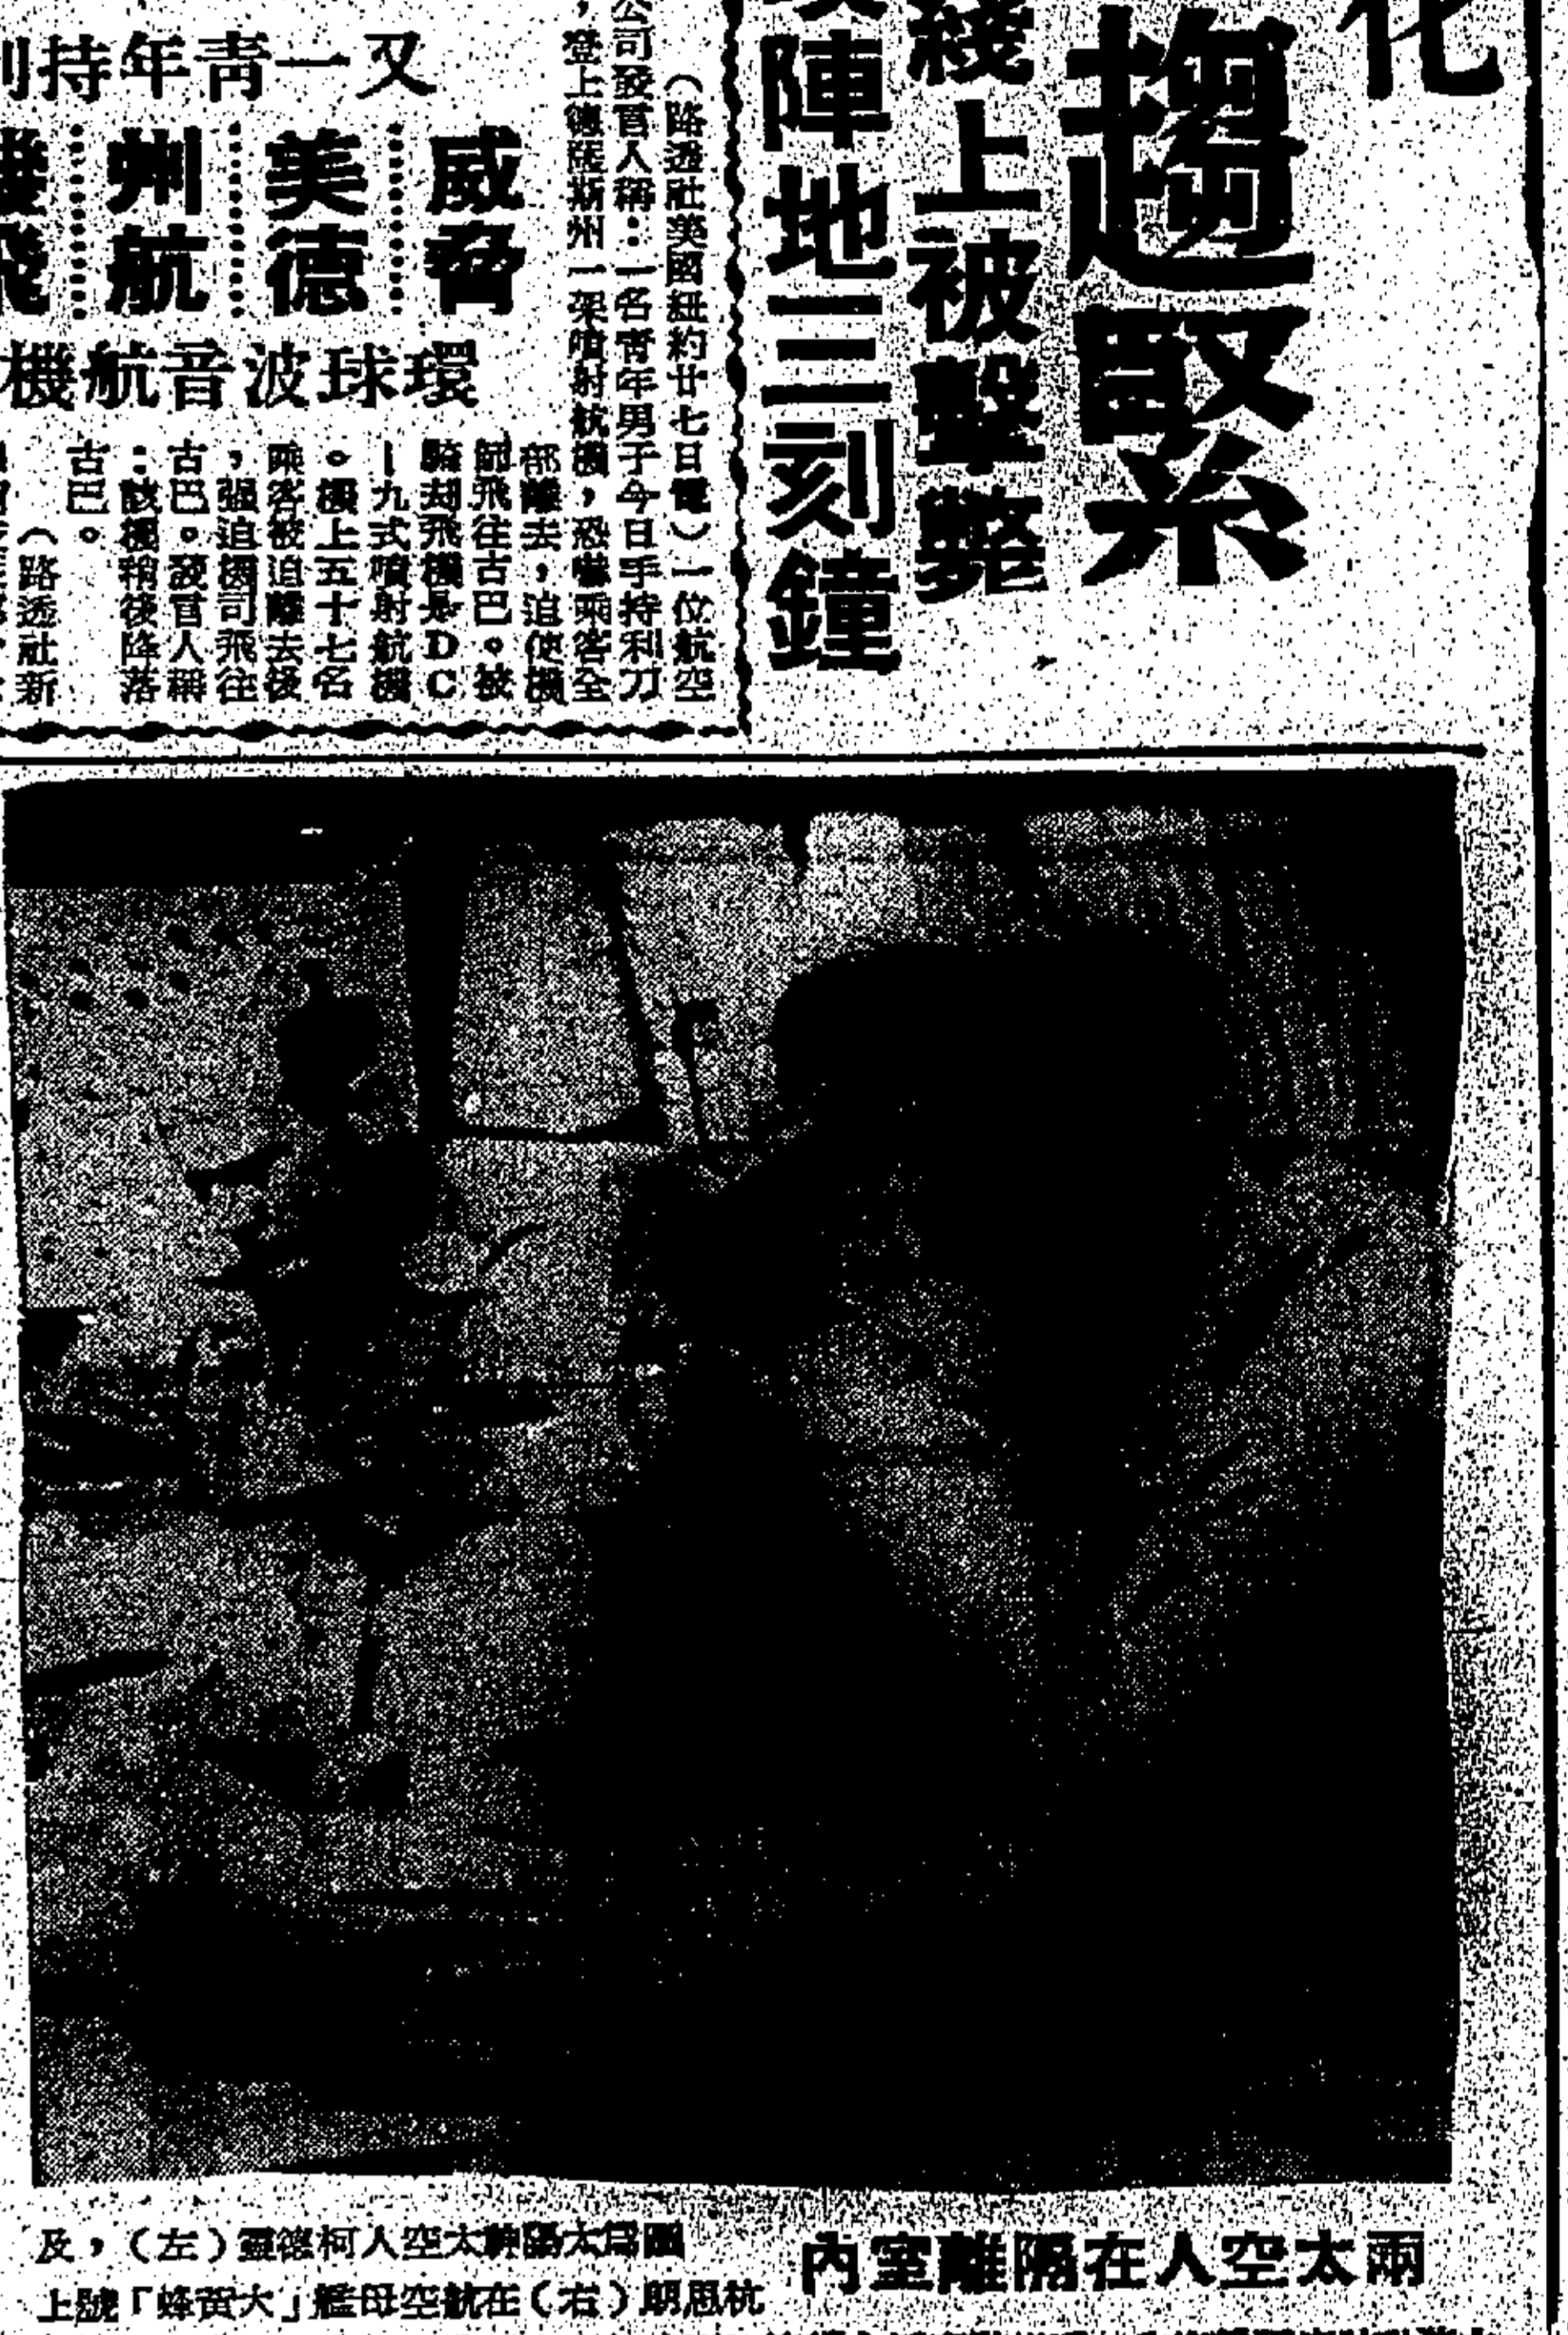 化
趨緊
綫上被擊斃
陣地三刻鐘
又一青年持
威脅
美德
州航
環球波音航機
(路透社美國紐約廿七日電)一位航空
公司發言人稱:一名青年男子今日手持利刀
,登上德薩斯州一架噴射航機,恐嚇乘客全
部離去,迫使機
師飛往古巴。被
騎刼飛機是DC
-九式噴射航機
。機上五十七名
乘客被迫離去後
,强迫機司飛往
古巴。發言人稱
:該機稍後降落
古巴。
(路透社新
兩太空人在隔離室內
圖爲太陽神太空人柯德靈(左),及
杭思朗(右)在航空母艦「大黃蜂」號上